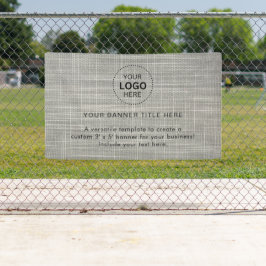 YOUR
LOGO
HERE
YOUR BANNER TITLE HERE
A versatile template to create a
custom 3' x 5' banner for your business!
Include your text here.